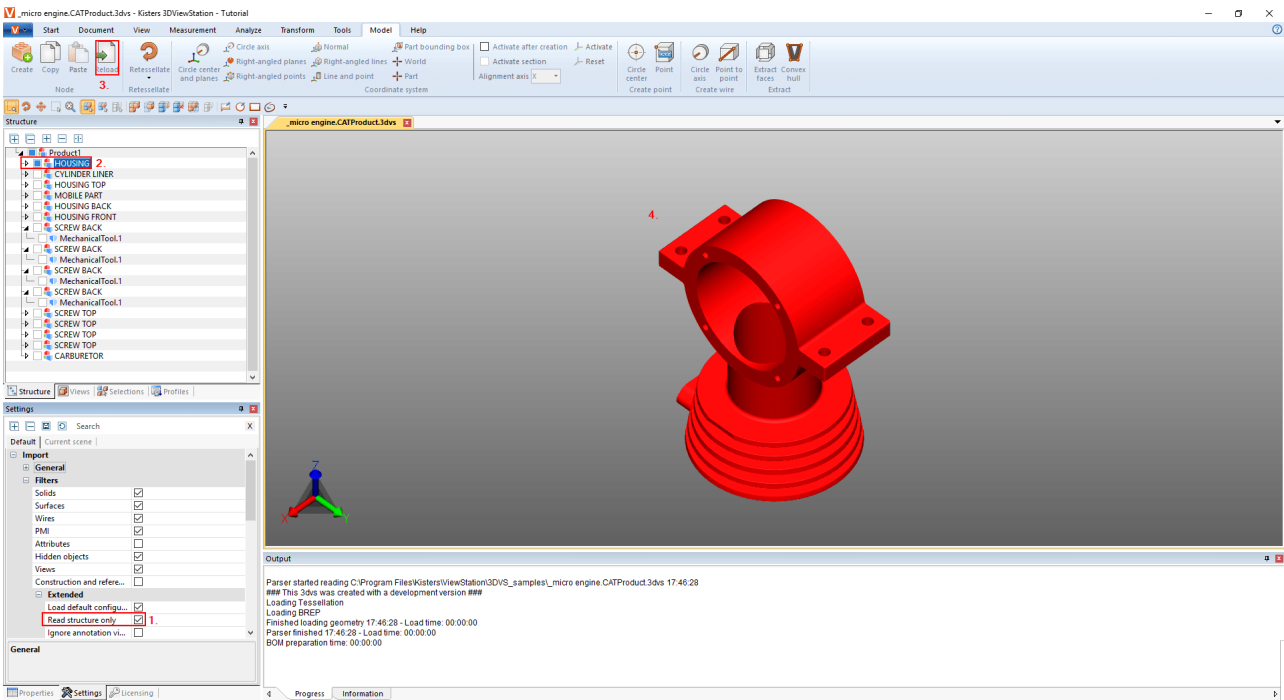 _micro engine.CATProduct.3dvs - Kisters 3DViewStation - Tutorial
Start Document View Measurement Analyze Transform Tools Model Help
Create Copy Paste Reload
3.
Node
Retessellate
Retessellate
Circle center and planes
Circle axis
Right-angled planes
Right-angled points
Normal
Right-angled lines
Line and point
Part bounding box
World
Part
Activate after creation
Activate section
Alignment axis X
Activate
Reset
Coordinate system
Circle center
Point
Create point
Circle axis
Point to point
Create wire
Extract faces
Convex hull
Extract
Structure
_micro engine.CATProduct.3dvs
Product1
HOUSING 2.
CYLINDER LINER
HOUSING TOP
MOBILE PART
HOUSING BACK
HOUSING FRONT
SCREW BACK
MechanicalTool.1
SCREW BACK
MechanicalTool.1
SCREW BACK
MechanicalTool.1
SCREW BACK
MechanicalTool.1
SCREW TOP
SCREW TOP
SCREW TOP
SCREW TOP
CARBURETOR
Structure Views Selections Profiles
4.
Z
X
Y
Settings
Search X
Default Current scene
Import
General
Filters
Solids
Surfaces
Wires
PMI
Attributes
Hidden objects
Views
Construction and refere...
Extended
Load default configu...
Read structure only 1.
Ignore annotation vi...
General
Properties Settings Licensing
Output
Parser started reading C:\Program Files\Kisters\ViewStation\3DVS_samples\_micro engine.CATProduct.3dvs 17:46:28
### This 3dvs was created with a development version ###
Loading Tessellation
Loading BREP
Finished loading geometry 17:46:28 - Load time: 00:00:00
Parser finished 17:46:28 - Load time: 00:00:00
BOM preparation time: 00:00:00
Progress Information